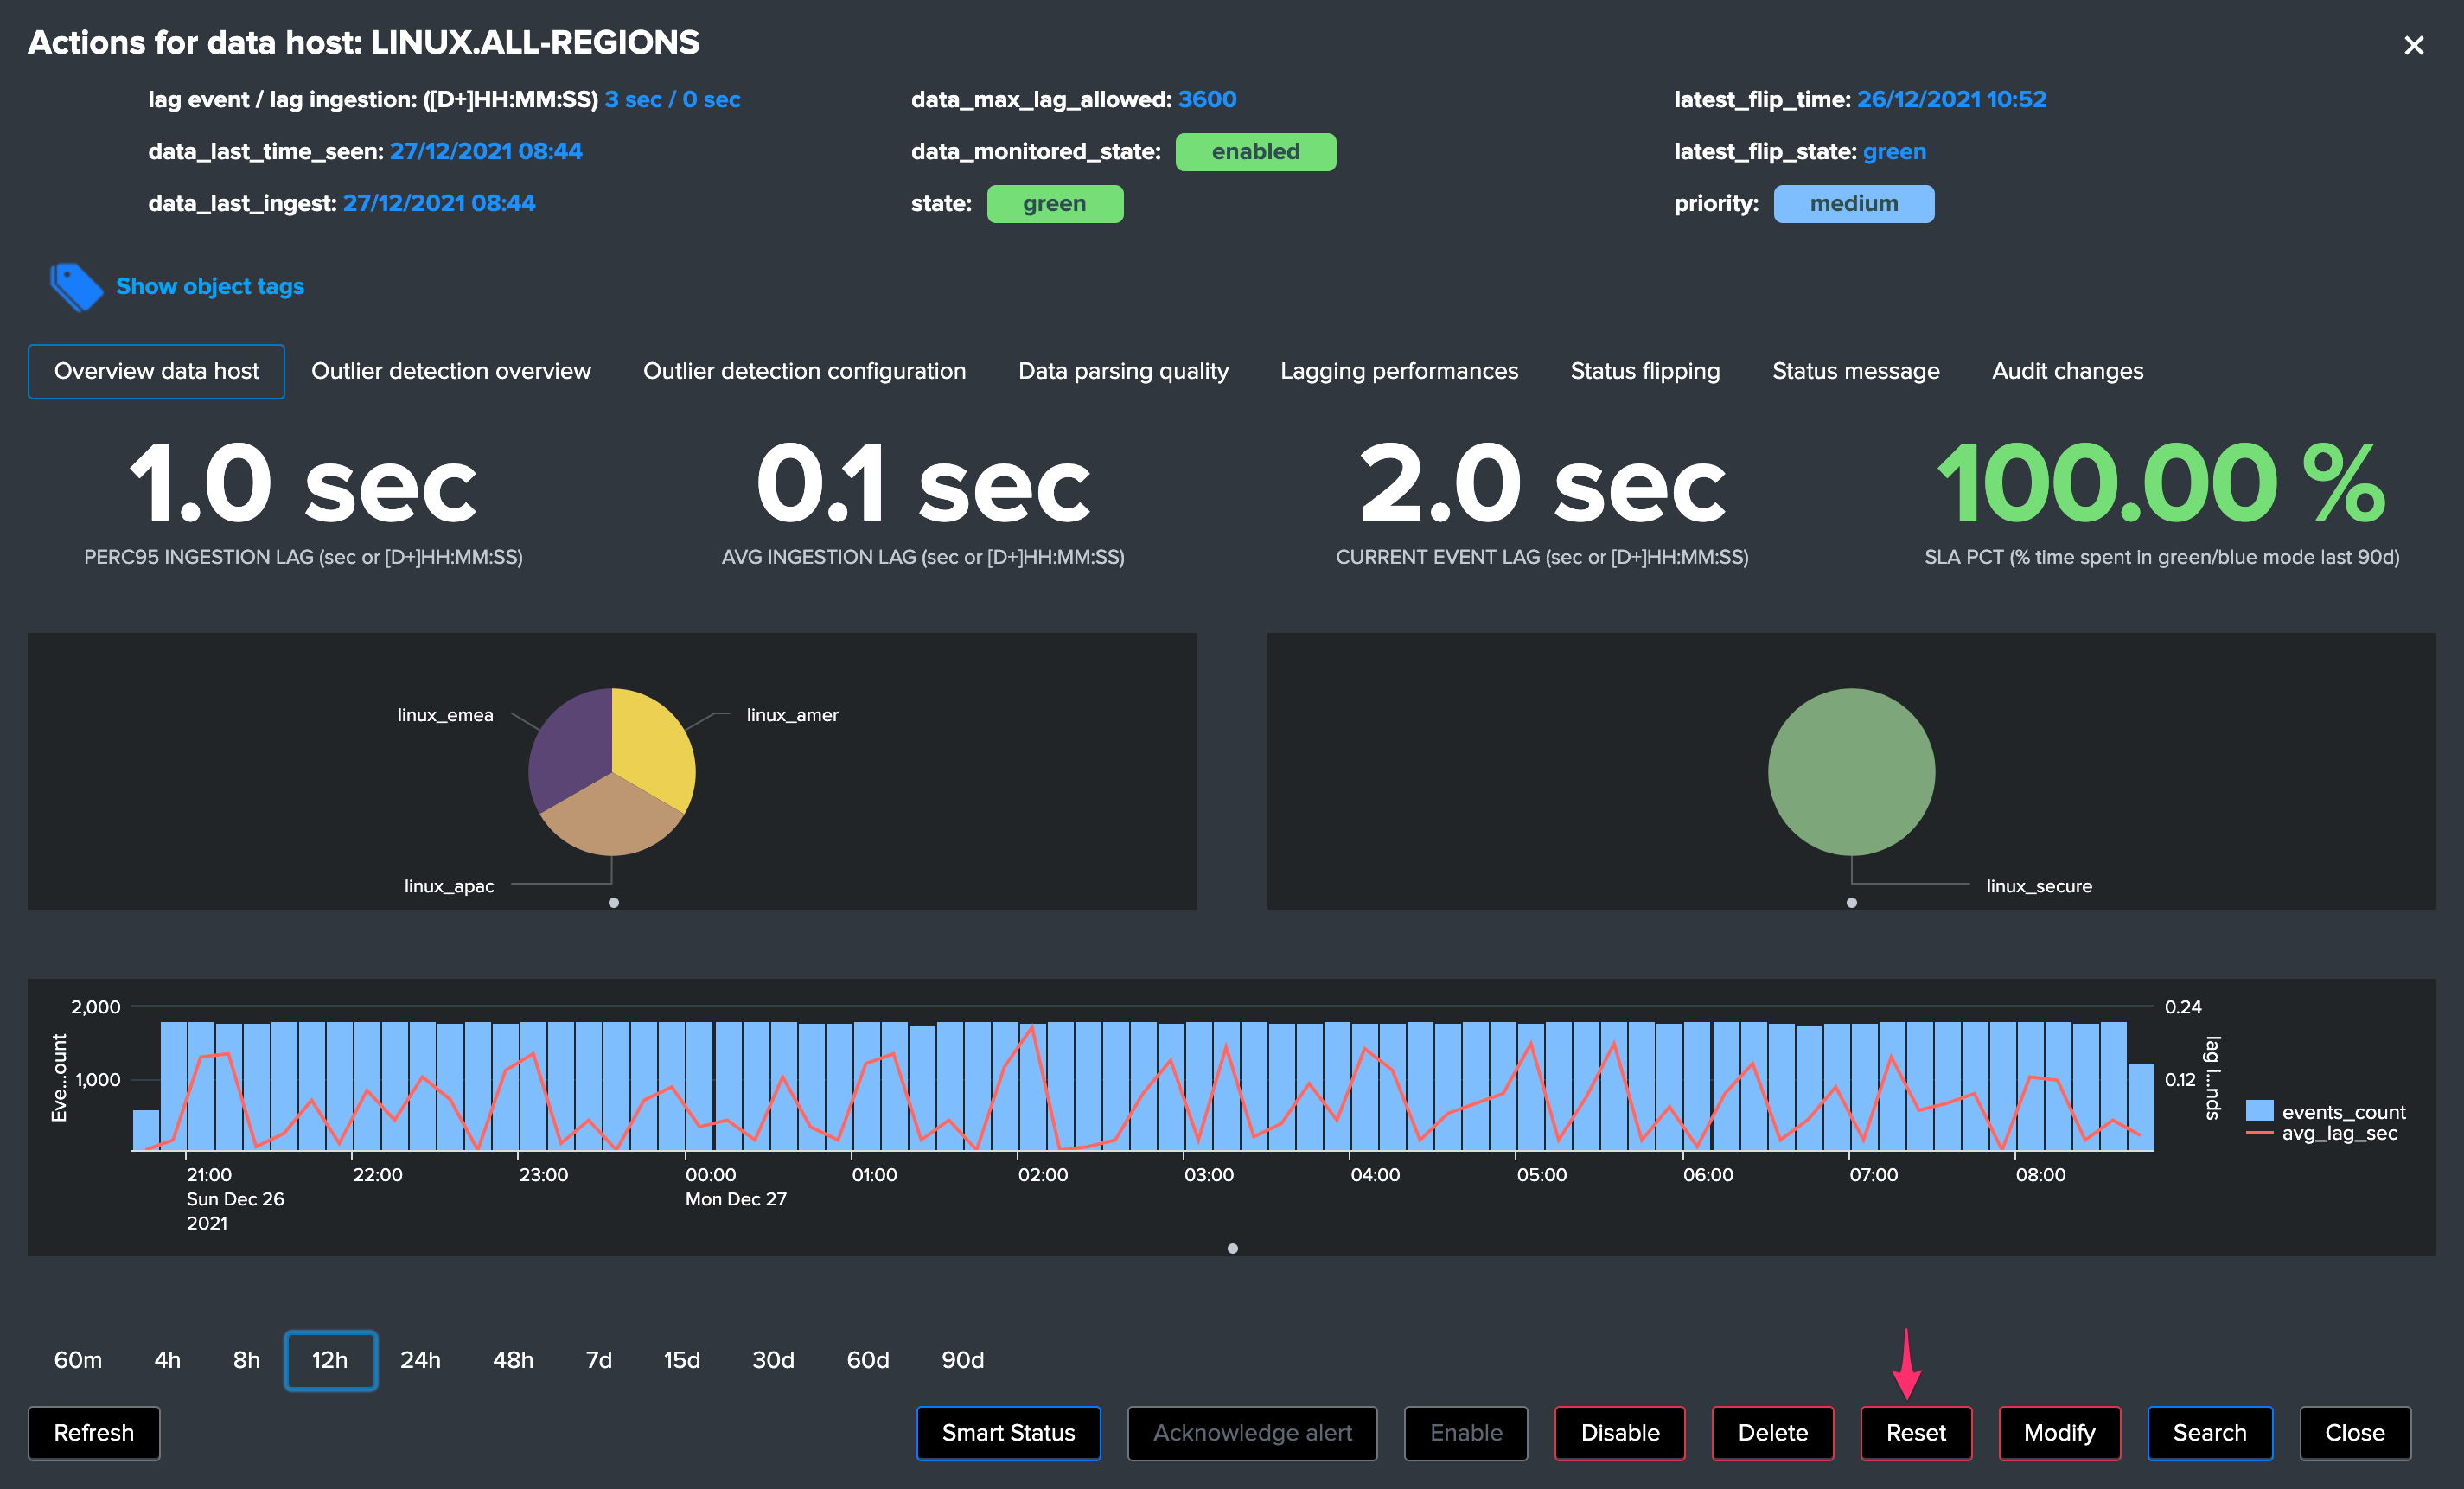 Actions for data host: LINUX.ALL-REGIONS
lag event / lag ingestion: ([D+]HH:MM:SS) 3 sec / 0 sec
data_max_lag_allowed: 3600
latest_flip_time: 26/12/2021 10:52
data_last_time_seen: 27/12/2021 08:44
data_monitored_state: enabled
latest_flip_state: green
data_last_ingest: 27/12/2021 08:44
state: green
priority: medium
Show object tags
Overview data host
Outlier detection overview
Outlier detection configuration
Data parsing quality
Lagging performances
Status flipping
Status message
Audit changes
1.0 sec
PERC95 INGESTION LAG (sec or [D+]HH:MM:SS)
0.1 sec
AVG INGESTION LAG (sec or [D+]HH:MM:SS)
2.0 sec
CURRENT EVENT LAG (sec or [D+]HH:MM:SS)
100.00 %
SLA PCT (% time spent in green/blue mode last 90d)
linux_emea
linux_amer
linux_apac
linux_secure
2,000
1,000
Eve...ount
0.24
0.12
lag i...nds
events_count
avg_lag_sec
21:00
Sun Dec 26
2021
22:00
23:00
00:00
Mon Dec 27
01:00
02:00
03:00
04:00
05:00
06:00
07:00
08:00
60m
4h
8h
12h
24h
48h
7d
15d
30d
60d
90d
Refresh
Smart Status
Acknowledge alert
Enable
Disable
Delete
Reset
Modify
Search
Close